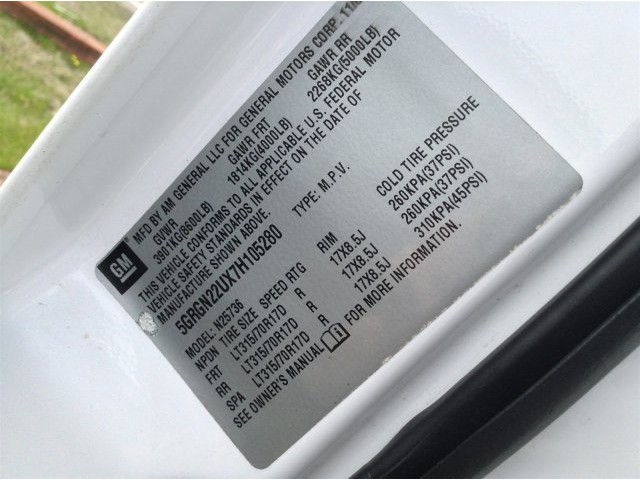 GM
MFD BY AM GENERAL LLC FOR GENERAL MOTORS CORP
GVWR GAWR FRT GAWR RR
3901KG(8600LB) 1814KG(4000LB) 2268KG(5000LB)
THIS VEHICLE CONFORMS TO ALL APPLICABLE U.S. FEDERAL MOTOR
VEHICLE SAFETY STANDARDS IN EFFECT ON THE DATE OF
MANUFACTURE SHOWN ABOVE.
5GRGN22UX7H105280 TYPE: M.P.V.
MODEL: N25736
NPDN TIRE SIZE SPEED RTG RIM COLD TIRE PRESSURE
FRT LT315/70R17D R 17X8.5J 260KPA(37PSI)
RR LT315/70R17D R 17X8.5J 260KPA(37PSI)
SPA LT315/70R17D R 17X8.5J 310KPA(45PSI)
SEE OWNER'S MANUAL